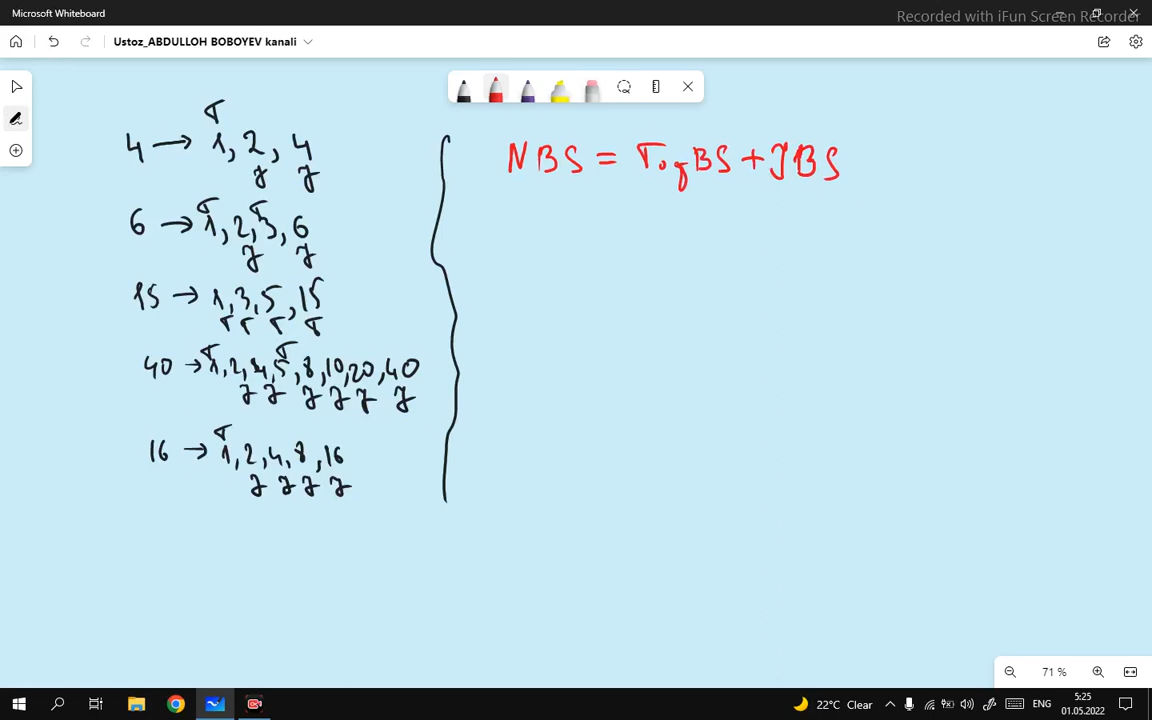 Microsoft Whiteboard
Recorded with iFun Screen Recorder
Ustoz_ABDULLOH BOBOYEV kanali
T
4 → 1, 2, 4
J J
T T
6 → 1, 2, 3, 6
J J
15 → 1, 3, 5, 15
T T T T
T T
40 → 1, 2, 4, 5, 8, 10, 20, 40
J J J J J J
T
16 → 1, 2, 4, 8, 16
J J J J
NBS = ToqBS + JBS
71 %
22°C Clear
ENG
5:25
01.05.2022